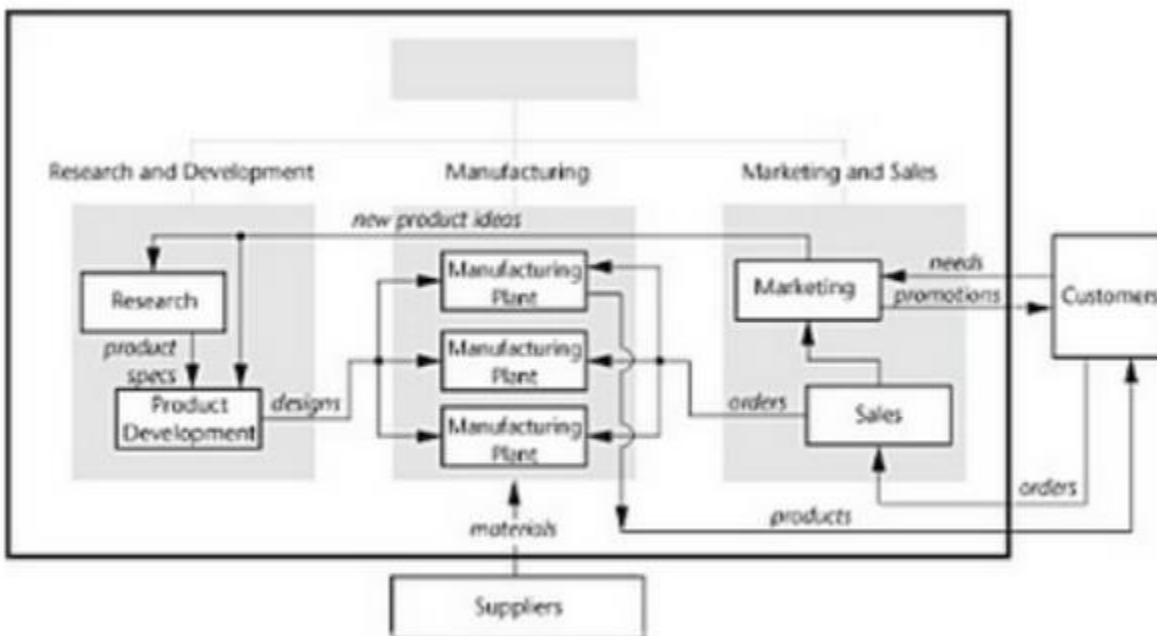 Research and Development
Manufacturing
Marketing and Sales
new product ideas
Research
product
specs
Product
Development
designs
Manufacturing
Plant
Manufacturing
Plant
Manufacturing
Plant
materials
Suppliers
Marketing
Sales
orders
needs
promotions
Customers
orders
products